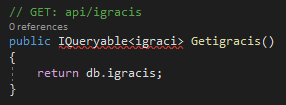 // GET: api/igracis
0 references
public IQueryable<igraci> Getigracis()
{
return db.igracis;
}